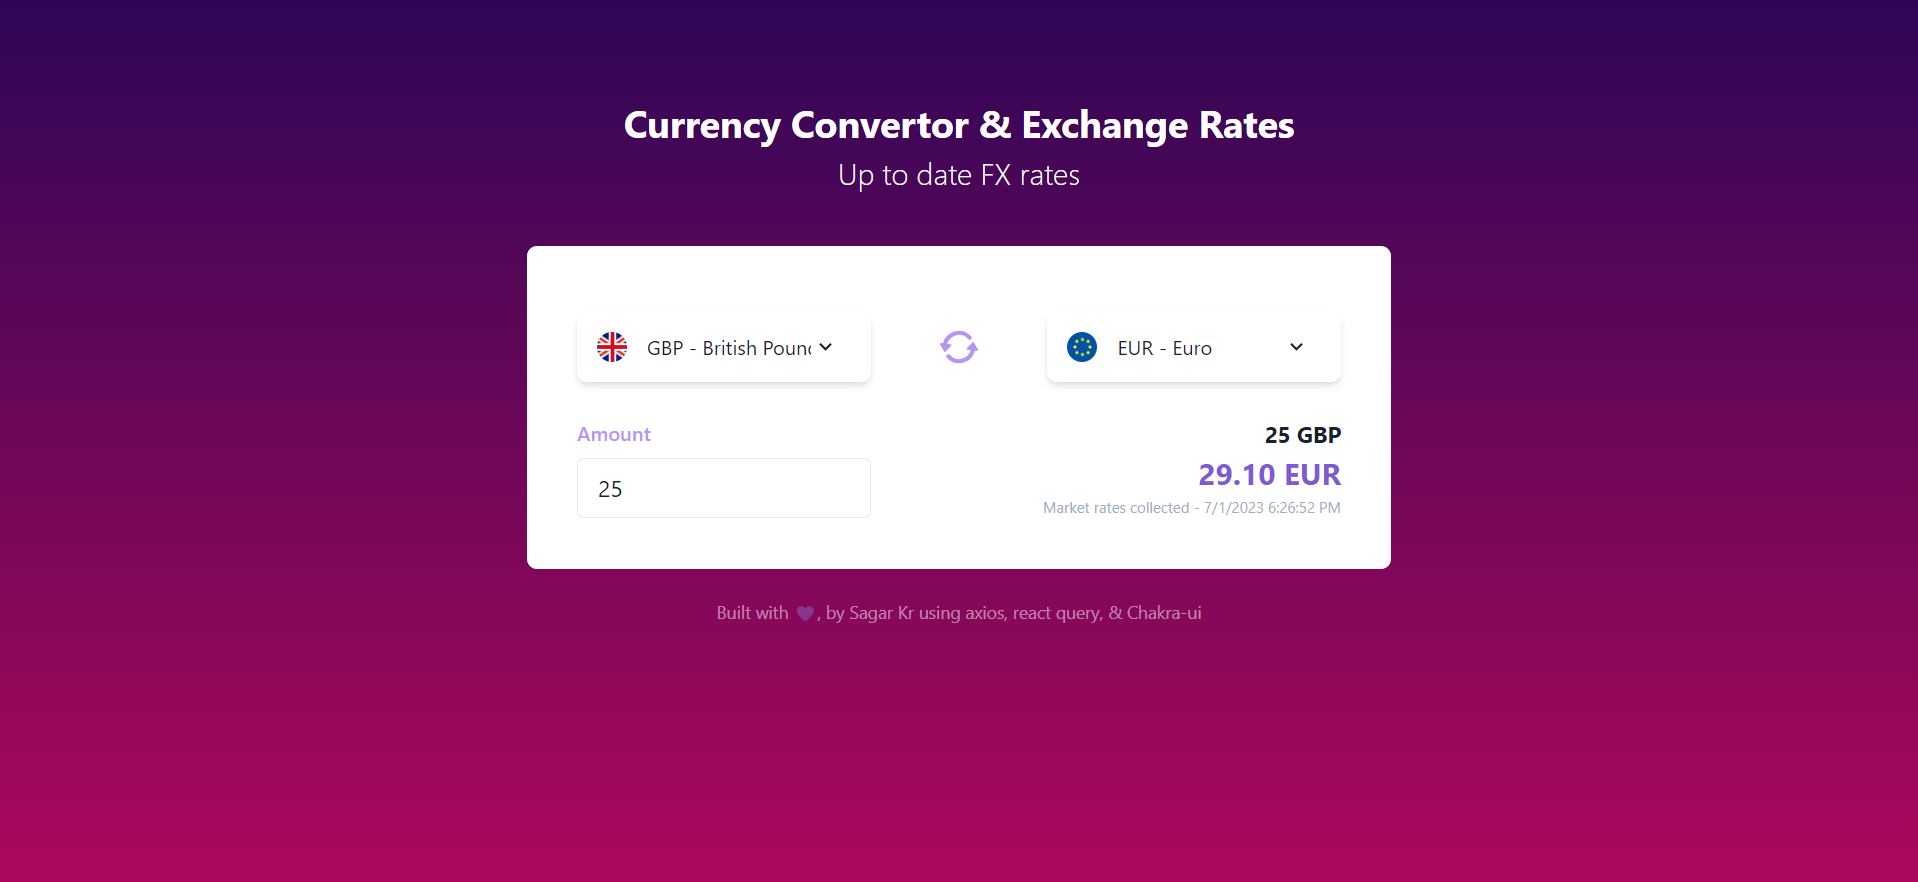 Currency Convertor & Exchange Rates
Up to date FX rates
GBP - British Poun
EUR - Euro
Amount
25
25 GBP
29.10 EUR
Market rates collected - 7/1/2023 6:26:52 PM
Built with 💜, by Sagar Kr using axios, react query, & Chakra-ui